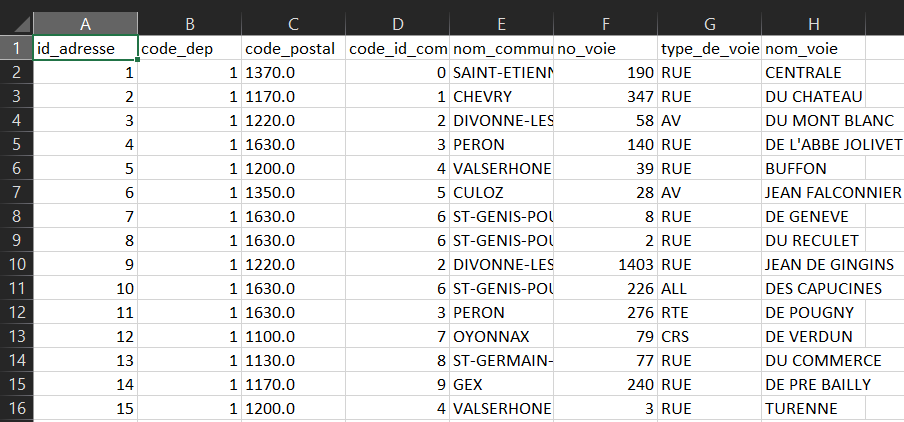 A B C D E F G H
1 id_adresse code_dep code_postal code_id_com nom_commun no_voie type_de_voie nom_voie
2 1 1 1370.0 0 SAINT-ETIENN 190 RUE CENTRALE
3 2 1 1170.0 1 CHEVRY 347 RUE DU CHATEAU
4 3 1 1220.0 2 DIVONNE-LES 58 AV DU MONT BLANC
5 4 1 1630.0 3 PERON 140 RUE DE L'ABBE JOLIVET
6 5 1 1200.0 4 VALSERHONE 39 RUE BUFFON
7 6 1 1350.0 5 CULOZ 28 AV JEAN FALCONNIER
8 7 1 1630.0 6 ST-GENIS-POU 8 RUE DE GENEVE
9 8 1 1630.0 6 ST-GENIS-POU 2 RUE DU RECULET
10 9 1 1220.0 2 DIVONNE-LES 1403 RUE JEAN DE GINGINS
11 10 1 1630.0 6 ST-GENIS-POU 226 ALL DES CAPUCINES
12 11 1 1630.0 3 PERON 276 RTE DE POUGNY
13 12 1 1100.0 7 OYONNAX 79 CRS DE VERDUN
14 13 1 1130.0 8 ST-GERMAIN- 77 RUE DU COMMERCE
15 14 1 1170.0 9 GEX 240 RUE DE PRE BAILLY
16 15 1 1200.0 4 VALSERHONE 3 RUE TURENNE